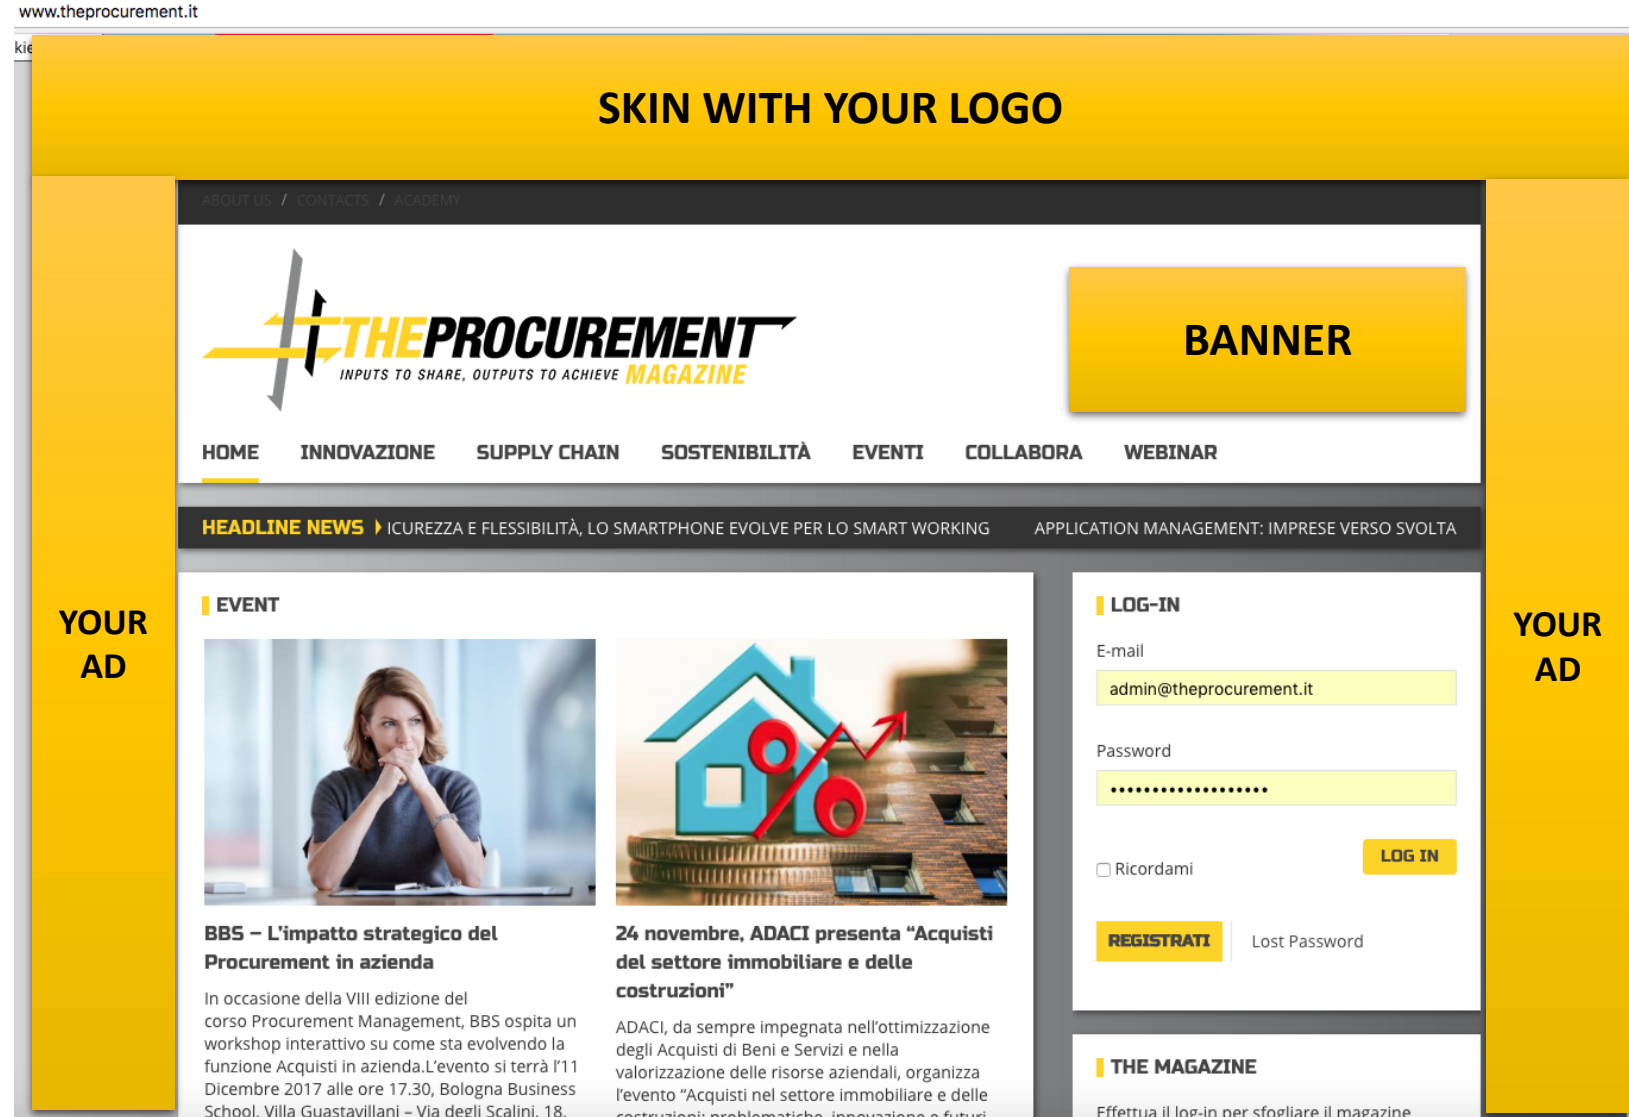 www.theprocurement.it
kie
SKIN WITH YOUR LOGO
ABOUT US / CONTACTS / ACADEMY
THEPROCUREMENT
INPUTS TO SHARE, OUTPUTS TO ACHIEVE MAGAZINE
BANNER
HOME INNOVAZIONE SUPPLY CHAIN SOSTENIBILITÀ EVENTI COLLABORA WEBINAR
HEADLINE NEWS ICUREZZA E FLESSIBILITÀ, LO SMARTPHONE EVOLVE PER LO SMART WORKING APPLICATION MANAGEMENT: IMPRESE VERSO SVOLTA
YOUR
AD
EVENT
BBS – L’impatto strategico del
Procurement in azienda
In occasione della VIII edizione del
corso Procurement Management, BBS ospita un
workshop interattivo su come sta evolvendo la
funzione Acquisti in azienda.L’evento si terrà l’11
Dicembre 2017 alle ore 17.30, Bologna Business
School, Villa Guastavillani – Via degli Scalini, 18.
24 novembre, ADACI presenta “Acquisti
del settore immobiliare e delle
costruzioni”
ADACI, da sempre impegnata nell’ottimizzazione
degli Acquisti di Beni e Servizi e nella
valorizzazione delle risorse aziendali, organizza
l’evento “Acquisti nel settore immobiliare e delle
costruzioni: problematiche, innovazione e futuri
LOG-IN
E-mail
admin@theprocurement.it
Password
•••••••••••••••••••
Ricordami
LOG IN
REGISTRATI Lost Password
THE MAGAZINE
Effettua il log-in per sfogliare il magazine
YOUR
AD